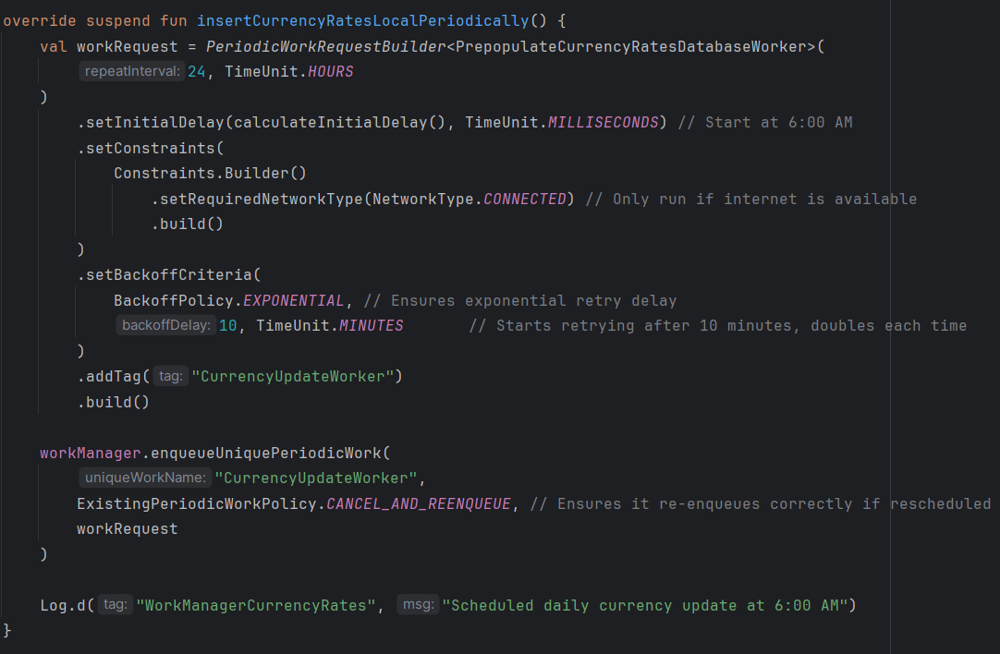 override suspend fun insertCurrencyRatesLocalPeriodically() {
    val workRequest = PeriodicWorkRequestBuilder<PrepopulateCurrencyRatesDatabaseWorker>(
        repeatInterval: 24, TimeUnit.HOURS
    )
        .setInitialDelay(calculateInitialDelay(), TimeUnit.MILLISECONDS) // Start at 6:00 AM
        .setConstraints(
            Constraints.Builder()
                .setRequiredNetworkType(NetworkType.CONNECTED) // Only run if internet is available
                .build()
        )
        .setBackoffCriteria(
            BackoffPolicy.EXPONENTIAL, // Ensures exponential retry delay
            backoffDelay: 10, TimeUnit.MINUTES       // Starts retrying after 10 minutes, doubles each time
        )
        .addTag( tag: "CurrencyUpdateWorker")
        .build()

    workManager.enqueueUniquePeriodicWork(
        uniqueWorkName: "CurrencyUpdateWorker",
        ExistingPeriodicWorkPolicy.CANCEL_AND_REENQUEUE, // Ensures it re-enqueues correctly if rescheduled
        workRequest
    )

    Log.d( tag: "WorkManagerCurrencyRates", msg: "Scheduled daily currency update at 6:00 AM")
}